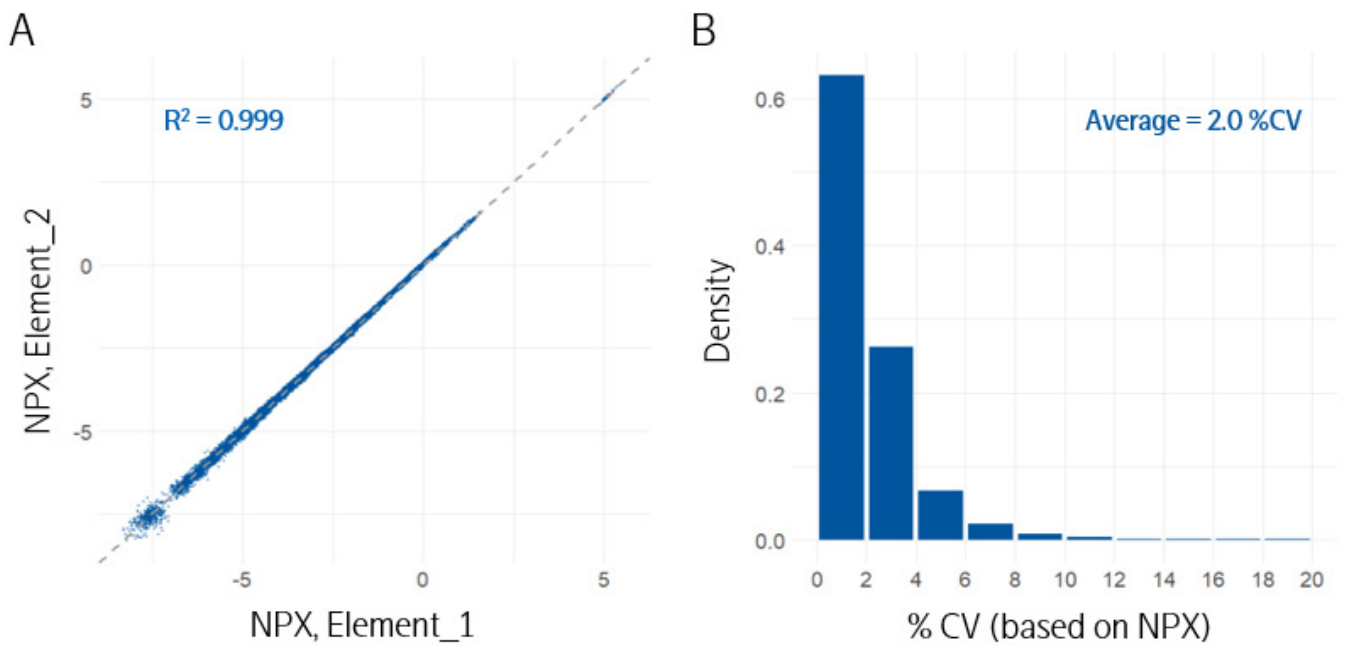 A
R² = 0.999
5
0
-5
NPX, Element_2
-5
0
5
NPX, Element_1
B
Average = 2.0 %CV
0.6
0.4
0.2
0.0
Density
0
2
4
6
8
10
12
14
16
18
20
% CV (based on NPX)